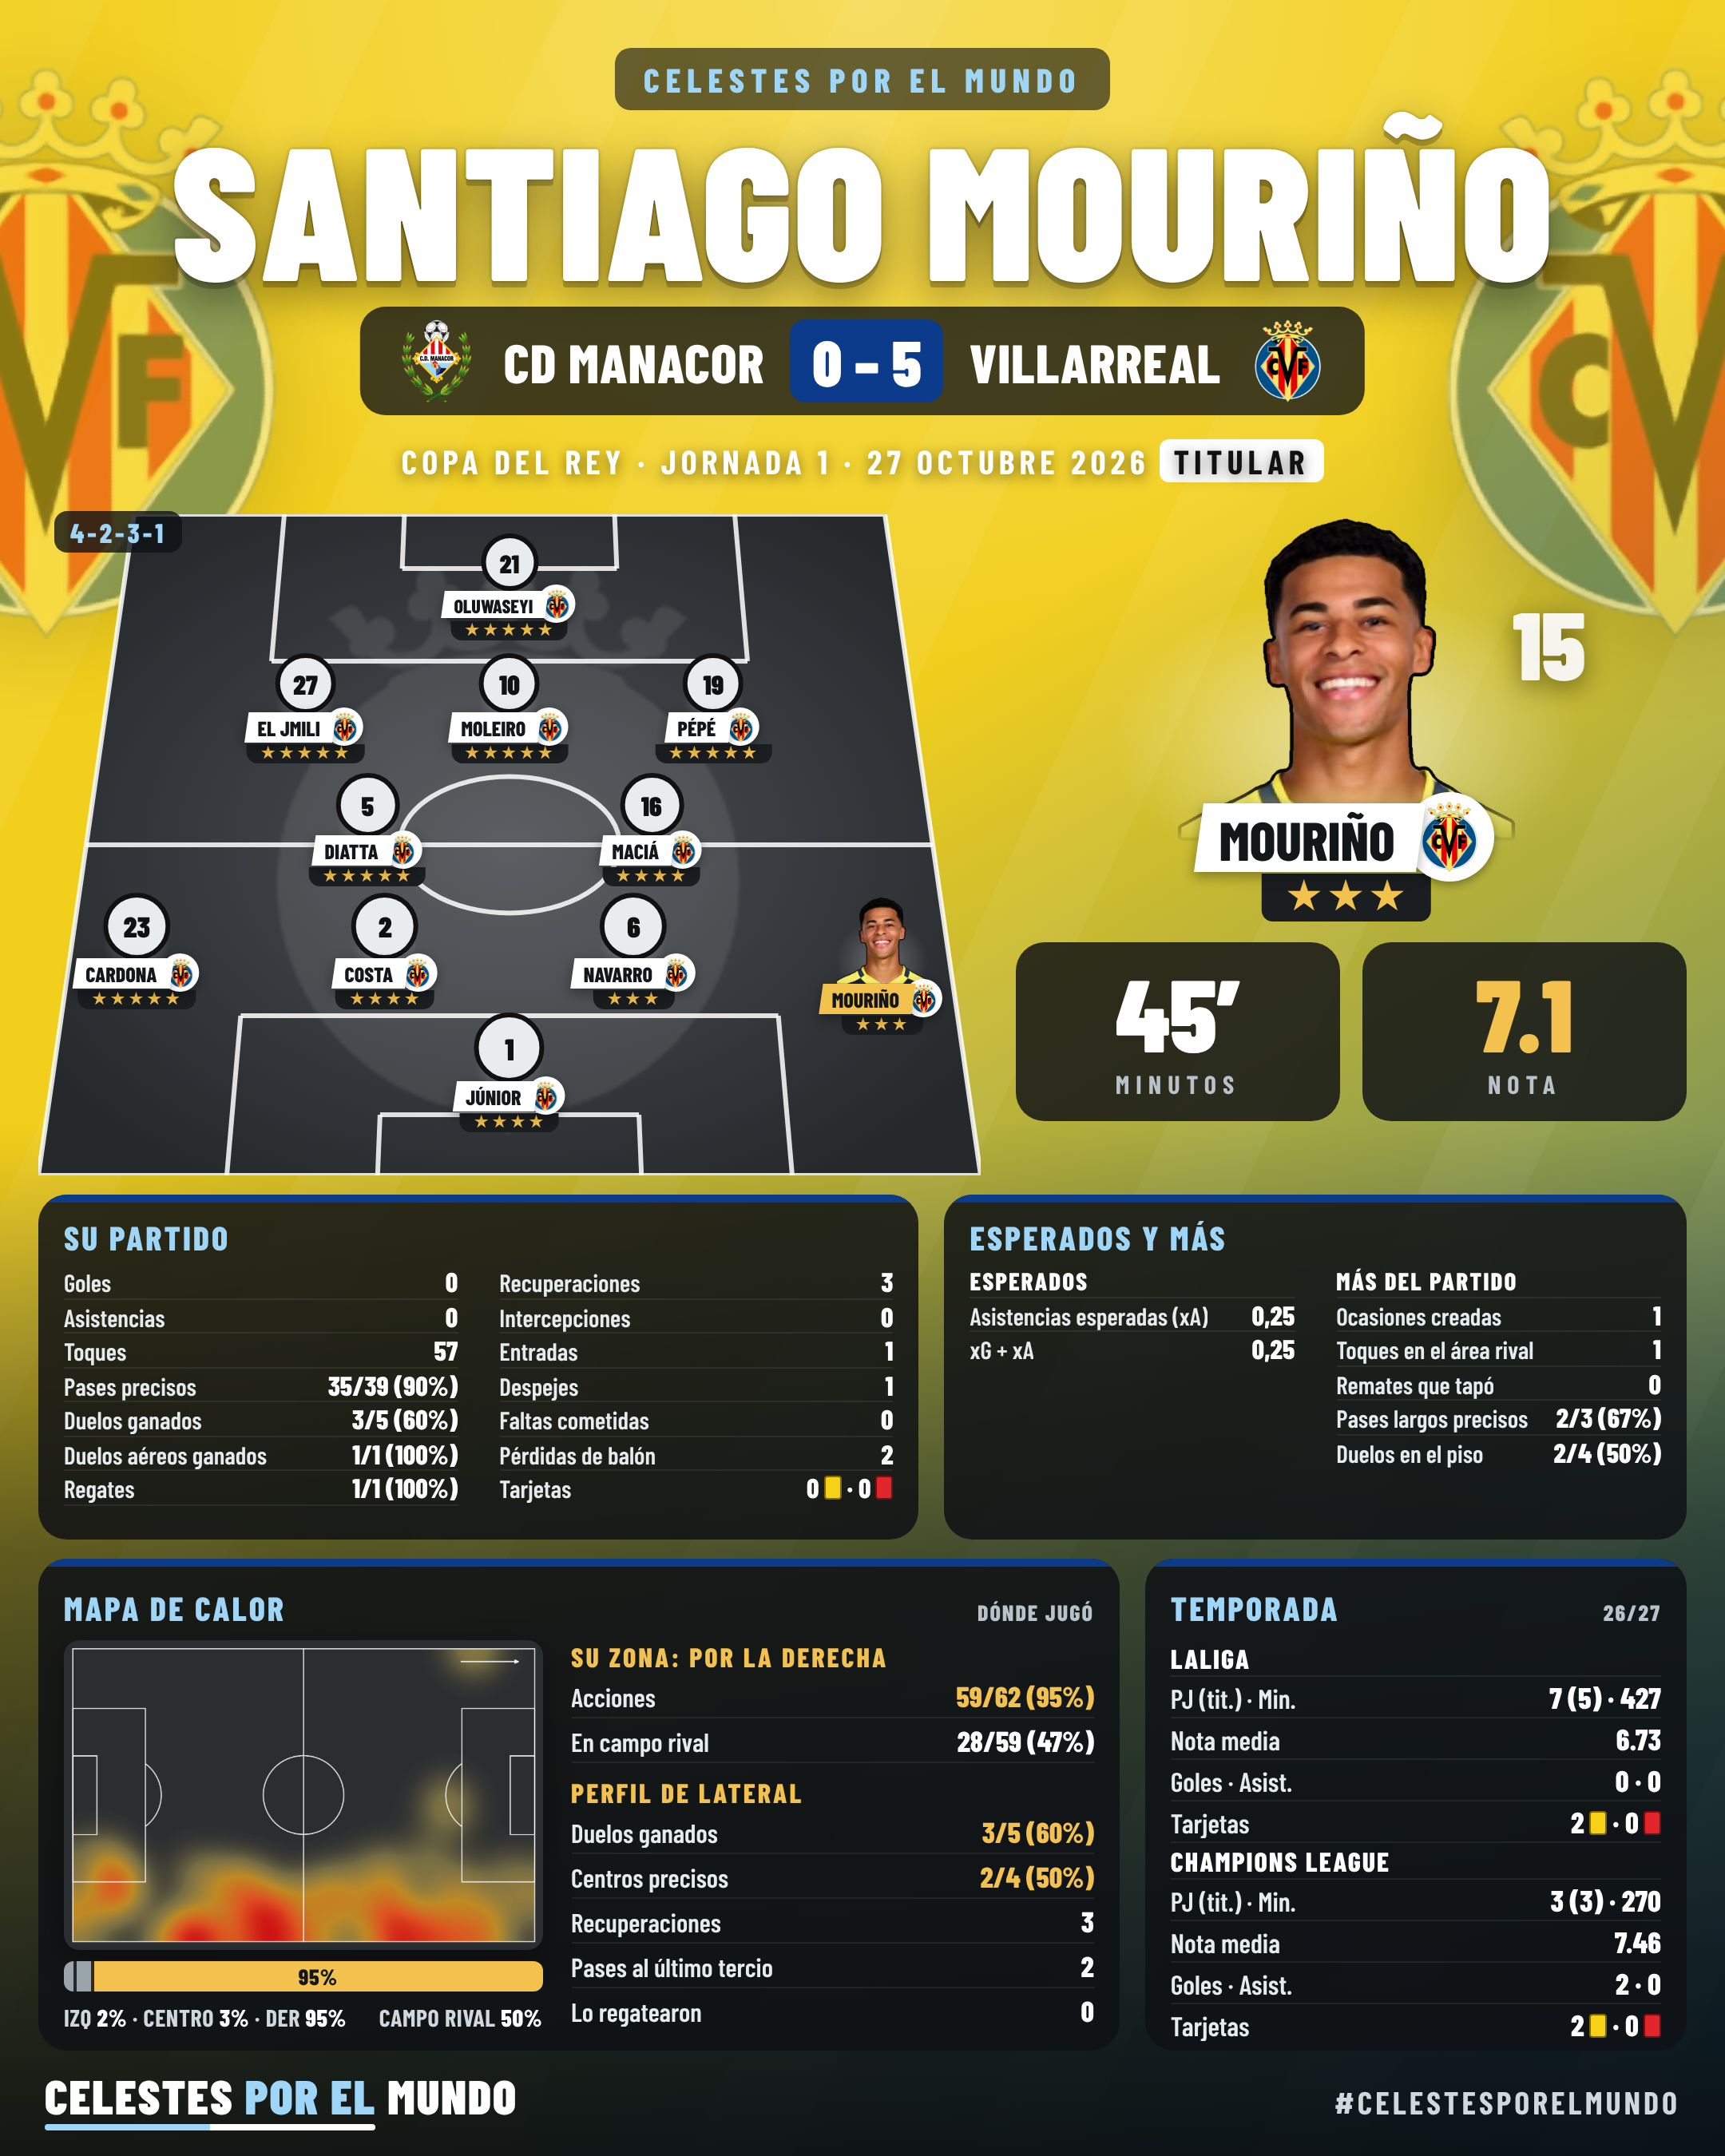 CELESTES POR EL MUNDO
SANTIAGO MOURIÑO
CD MANACOR 0 - 5 VILLARREAL
COPA DEL REY · JORNADA 1 · 27 OCTUBRE 2026 TITULAR
4-2-3-1
21
OLUWASEYI
27 10 19
EL JMILI MOLEIRO PÉPÉ
5 16
DIATTA MACIÁ
23 2 6
CARDONA COSTA NAVARRO
MOURIÑO
1
JÚNIOR
15
MOURIÑO
45’ 7.1
MINUTOS NOTA
SU PARTIDO
Goles 0
Asistencias 0
Toques 57
Pases precisos 35/39 (90%)
Duelos ganados 3/5 (60%)
Duelos aéreos ganados 1/1 (100%)
Regates 1/1 (100%)
Recuperaciones 3
Intercepciones 0
Entradas 1
Despejes 1
Faltas cometidas 0
Pérdidas de balón 2
Tarjetas 0 · 0
ESPERADOS Y MÁS
ESPERADOS
Asistencias esperadas (xA) 0,25
xG + xA 0,25
MÁS DEL PARTIDO
Ocasiones creadas 1
Toques en el área rival 1
Remates que tapó 0
Pases largos precisos 2/3 (67%)
Duelos en el piso 2/4 (50%)
MAPA DE CALOR DÓNDE JUGÓ
95%
IZQ 2% · CENTRO 3% · DER 95% CAMPO RIVAL 50%
SU ZONA: POR LA DERECHA
Acciones 59/62 (95%)
En campo rival 28/59 (47%)
PERFIL DE LATERAL
Duelos ganados 3/5 (60%)
Centros precisos 2/4 (50%)
Recuperaciones 3
Pases al último tercio 2
Lo regatearon 0
TEMPORADA 26/27
LALIGA
PJ (tit.) · Min. 7 (5) · 427
Nota media 6.73
Goles · Asist. 0 · 0
Tarjetas 2 · 0
CHAMPIONS LEAGUE
PJ (tit.) · Min. 3 (3) · 270
Nota media 7.46
Goles · Asist. 2 · 0
Tarjetas 2 · 0
CELESTES POR EL MUNDO
#CELESTESPORELMUNDO